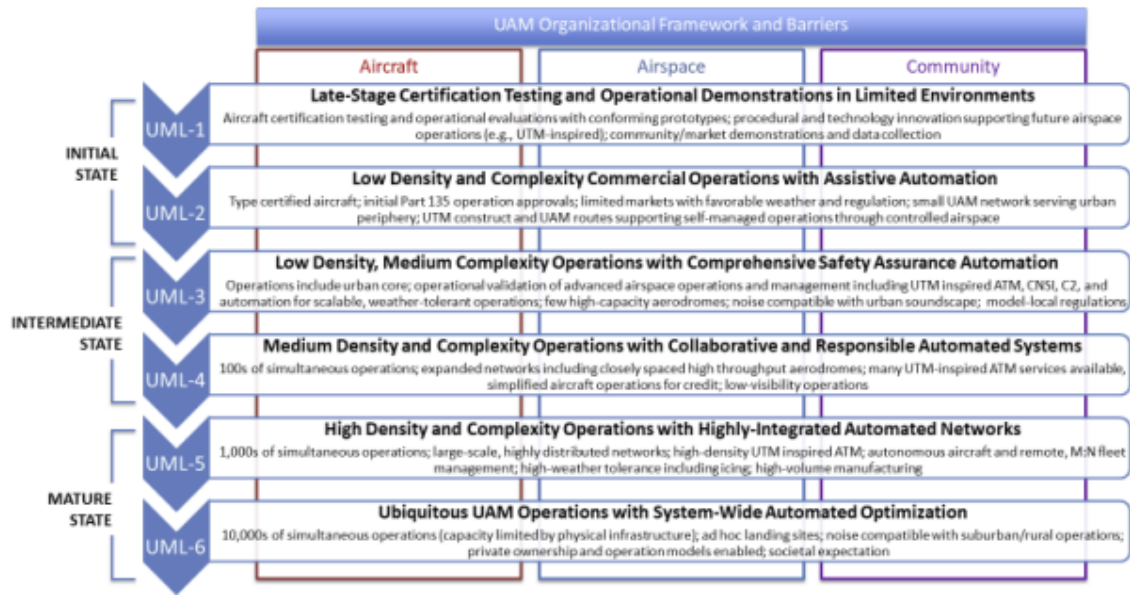 UAM Organizational Framework and Barriers
Aircraft
Airspace
Community
INITIAL
STATE
UML-1
Late-Stage Certification Testing and Operational Demonstrations in Limited Environments
Aircraft certification testing and operational evaluations with conforming prototypes; procedural and technology innovation supporting future airspace
operations (e.g., UTM-inspired); community/market demonstrations and data collection
UML-2
Low Density and Complexity Commercial Operations with Assistive Automation
Type certified aircraft; initial Part 135 operation approvals; limited markets with favorable weather and regulation; small UAM network serving urban
periphery; UTM construct and UAM routes supporting self-managed operations through controlled airspace
INTERMEDIATE
STATE
UML-3
Low Density, Medium Complexity Operations with Comprehensive Safety Assurance Automation
Operations include urban core; operational validation of advanced airspace operations and management including UTM inspired ATM, CNSI, C2, and
automation for scalable, weather-tolerant operations; few high-capacity aerodromes; noise compatible with urban soundscape; model-local regulations
UML-4
Medium Density and Complexity Operations with Collaborative and Responsible Automated Systems
100s of simultaneous operations; expanded networks including closely spaced high throughput aerodromes; many UTM-inspired ATM services available,
simplified aircraft operations for credit; low-visibility operations
MATURE
STATE
UML-5
High Density and Complexity Operations with Highly-Integrated Automated Networks
1,000s of simultaneous operations; large-scale, highly distributed networks; high-density UTM inspired ATM; autonomous aircraft and remote, M:N fleet
management; high-weather tolerance including icing; high-volume manufacturing
UML-6
Ubiquitous UAM Operations with System-Wide Automated Optimization
10,000s of simultaneous operations (capacity limited by physical infrastructure); ad hoc landing sites; noise compatible with suburban/rural operations;
private ownership and operation models enabled; societal expectation